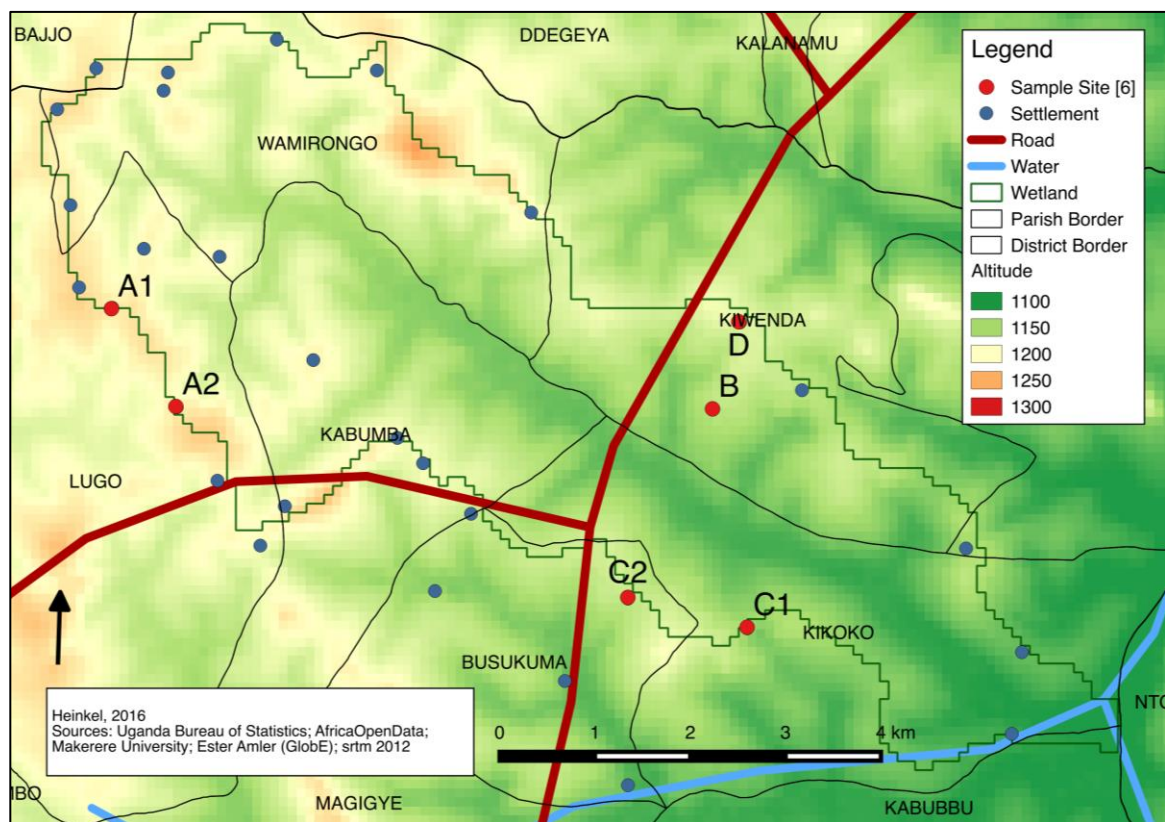 BAJJO
DDEGEYA
KALANAMU
WAMIRONGO
Legend
Sample Site [6]
Settlement
Road
Water
Wetland
Parish Border
District Border
Altitude
1100
1150
1200
1250
1300
A1
KIWENDA
D
A2
B
KABUMBA
LUGO
C2
C1
KIKOKO
BUSUKUMA
NTC
Heinkel, 2016
Sources: Uganda Bureau of Statistics; AfricaOpenData;
Makerere University; Ester Amler (GlobE); srtm 2012
0 1 2 3 4 km
MAGIGYE
KABUBBU